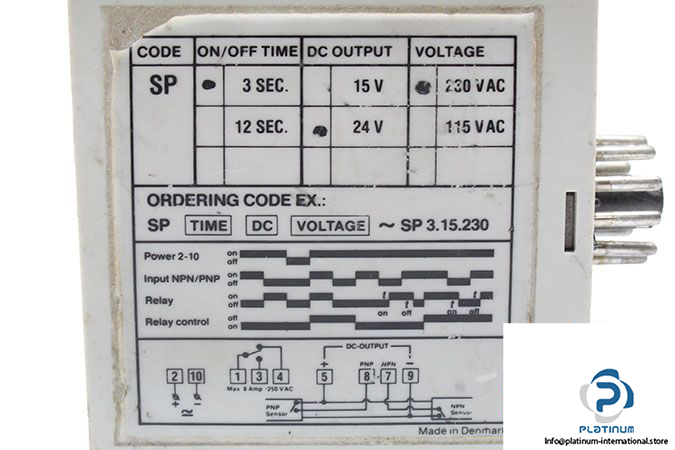 CODE ON/OFF TIME DC OUTPUT VOLTAGE
SP 3 SEC. 15 V 230 VAC
12 SEC. 24 V 115 VAC
ORDERING CODE EX.:
SP TIME DC VOLTAGE ~ SP 3.15.230
Power 2-10 on off
Input NPN/PNP on off
Relay on off t t t t
on off on off
Relay control off on
DC-OUTPUT
+ PNP NPN -
2 10 1 3 4 5 8 7 9
Max 6 Amp -250 VAC
+ -
PNP Sensor
NPN Sensor
Made in Denmark
PLATINUM
info@platinum-international.store